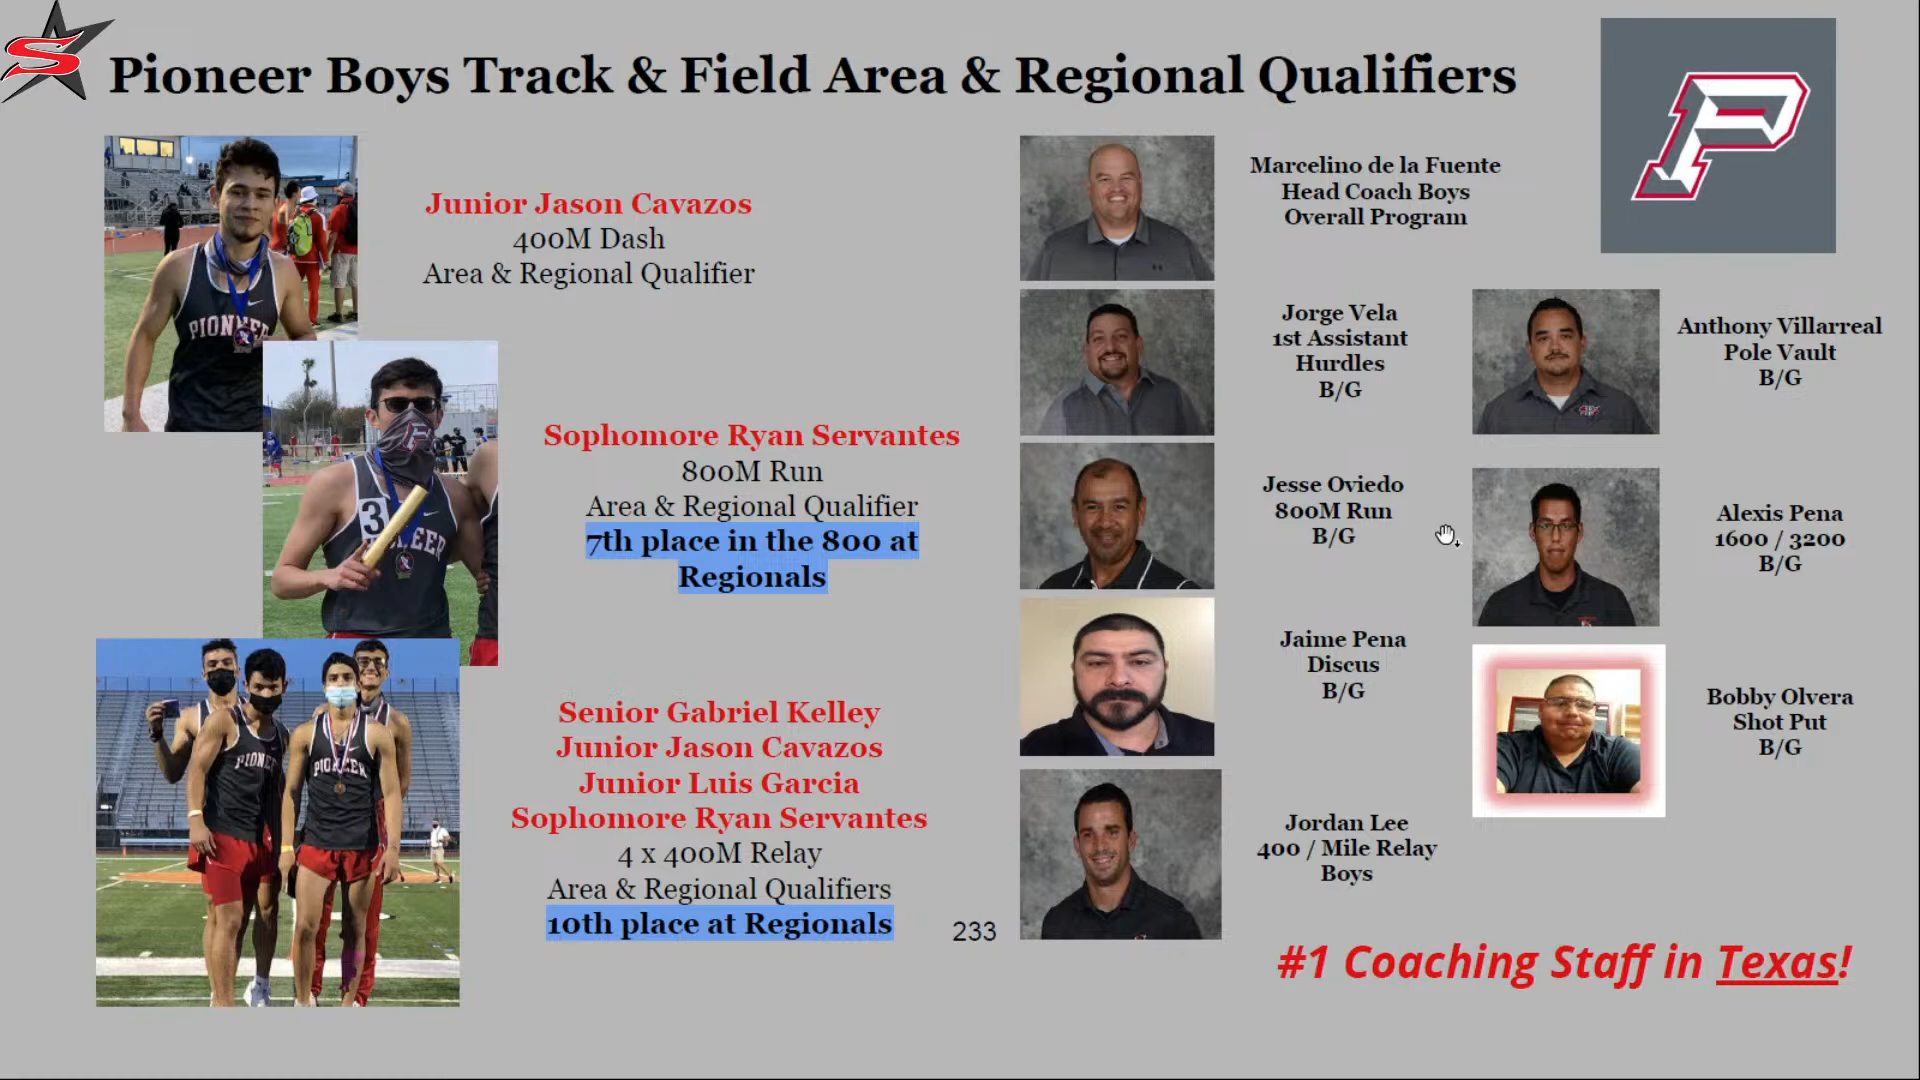 S
Pioneer Boys Track & Field Area & Regional Qualifiers
P
Junior Jason Cavazos
400M Dash
Area & Regional Qualifier
PIONEER
Sophomore Ryan Servantes
800M Run
Area & Regional Qualifier
7th place in the 800 at
Regionals
3
Senior Gabriel Kelley
Junior Jason Cavazos
Junior Luis Garcia
Sophomore Ryan Servantes
4 x 400M Relay
Area & Regional Qualifiers
10th place at Regionals
PIONEER
233
Marcelino de la Fuente
Head Coach Boys
Overall Program
Jorge Vela
1st Assistant
Hurdles
B/G
Anthony Villarreal
Pole Vault
B/G
Jesse Oviedo
800M Run
B/G
Alexis Pena
1600 / 3200
B/G
Jaime Pena
Discus
B/G
Bobby Olvera
Shot Put
B/G
Jordan Lee
400 / Mile Relay
Boys
#1 Coaching Staff in Texas!